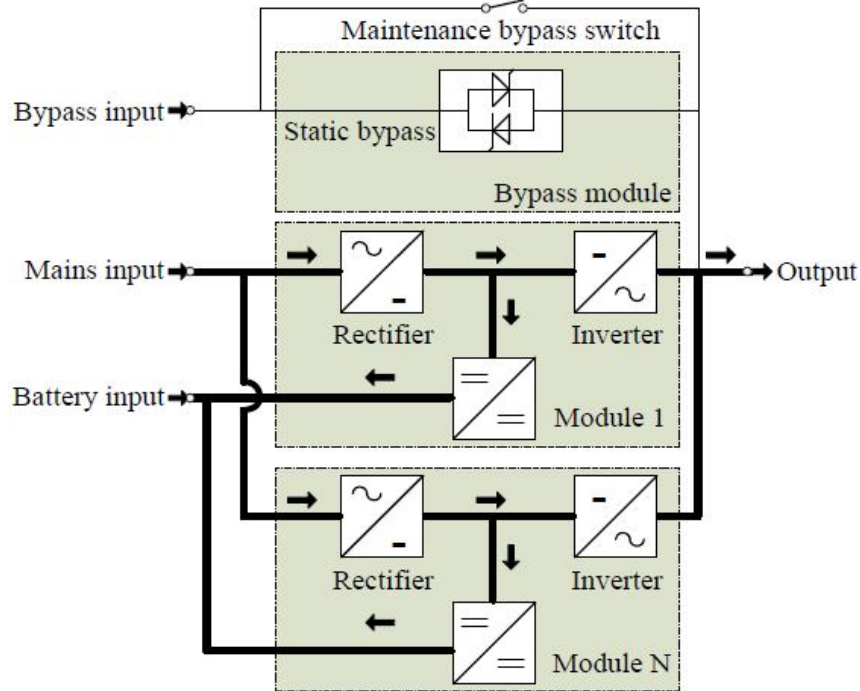 Maintenance bypass switch
Bypass input
Static bypass
Bypass module
Mains input
Output
Rectifier
Inverter
Battery input
Module 1
Rectifier
Inverter
Module N